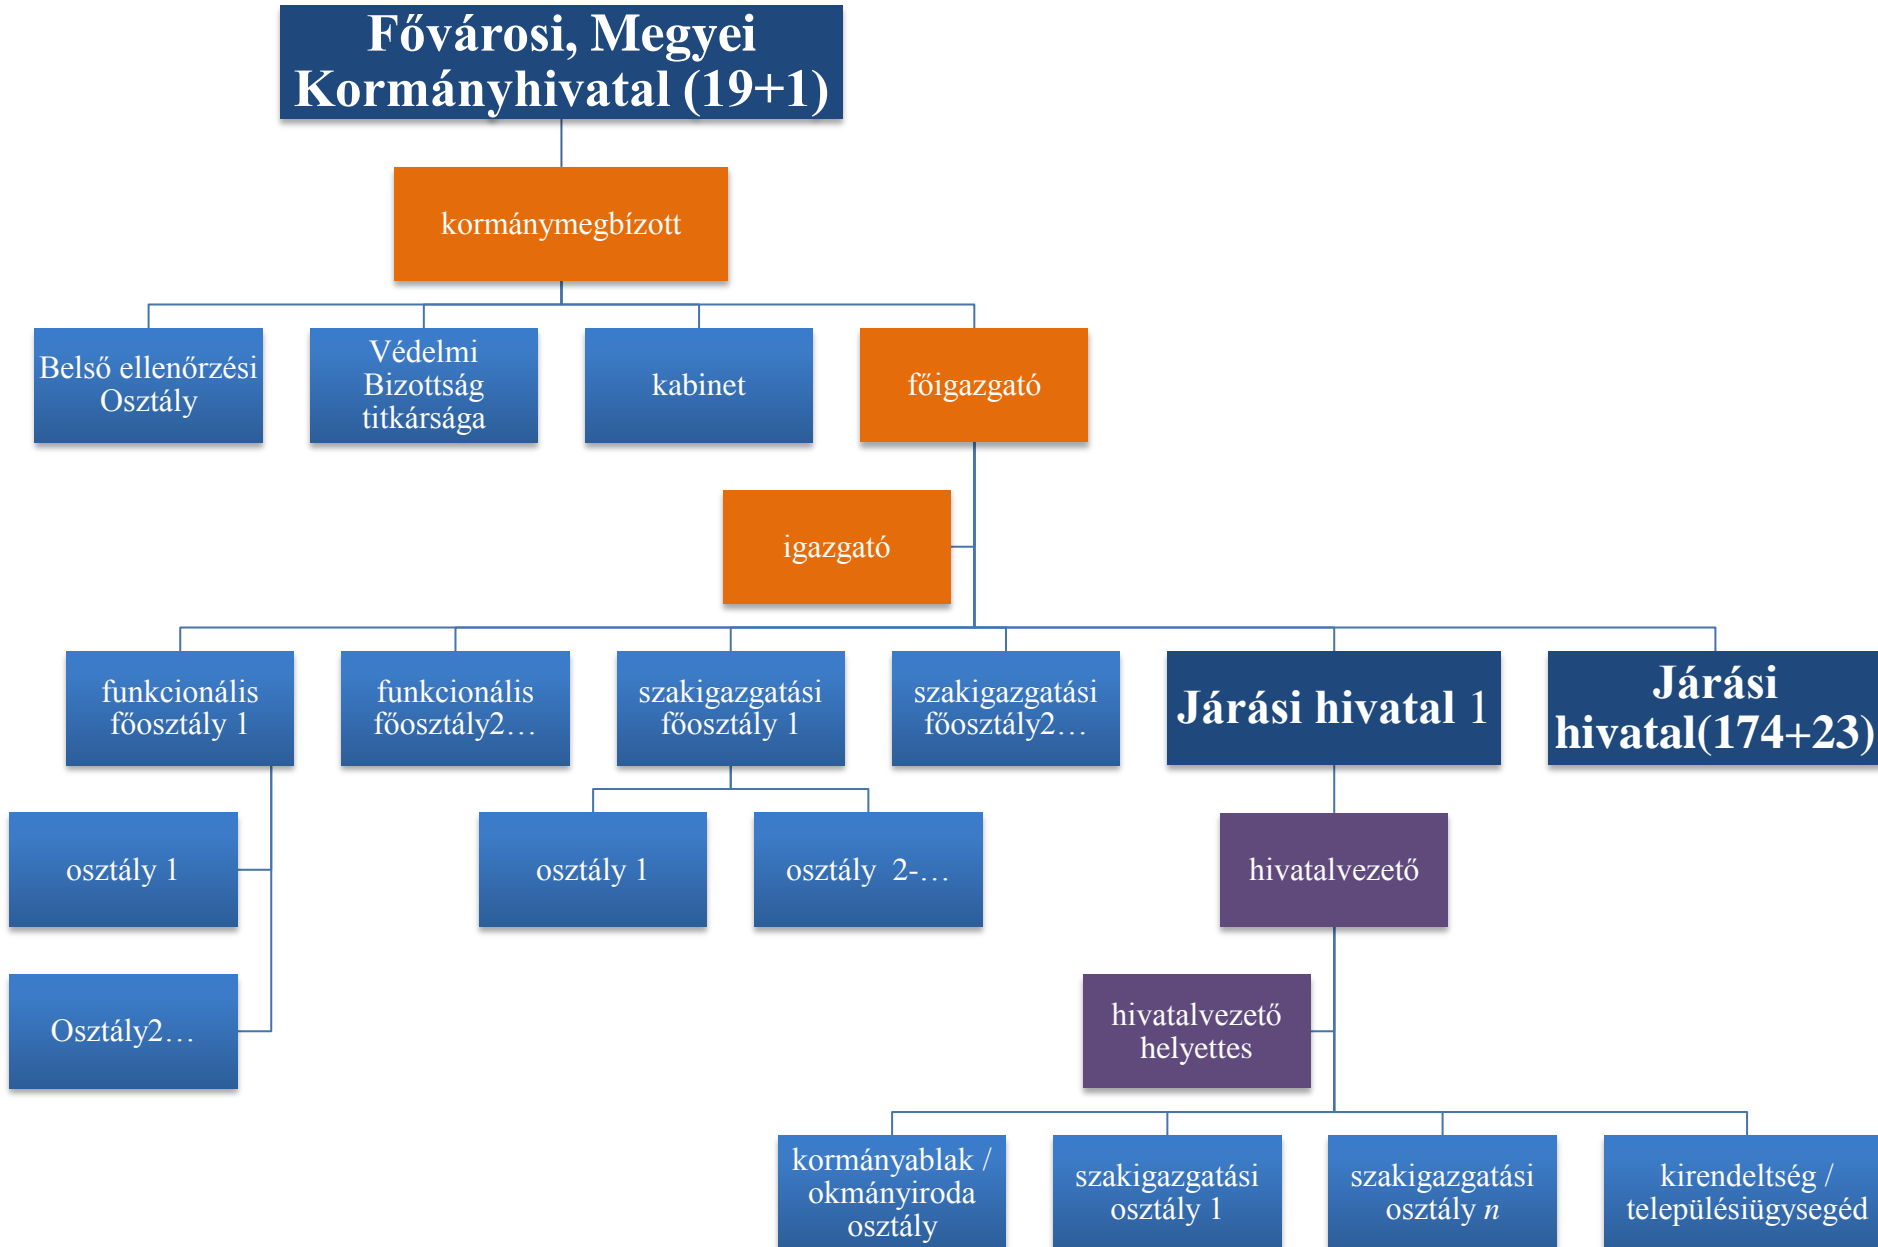 Fővárosi, Megyei
Kormányhivatal (19+1)
kormánymegbízott
Belső ellenőrzési
Osztály
Védelmi
Bizottság
titkársága
kabinet
főigazgató
igazgató
funkcionális
főosztály 1
funkcionális
főosztály2…
szakigazgatási
főosztály 1
szakigazgatási
főosztály2…
Járási hivatal 1
Járási
hivatal(174+23)
osztály 1
osztály 1
osztály 2-…
hivatalvezető
Osztály2…
hivatalvezető
helyettes
kormányablak /
okmányiroda
osztály
szakigazgatási
osztály 1
szakigazgatási
osztály n
kirendeltség /
településiügysegéd